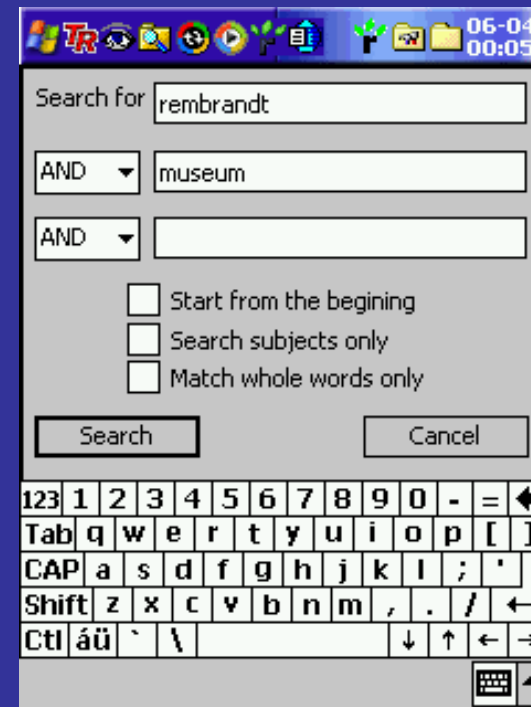 TR 06-04
00:05
Search for rembrandt
AND museum
AND
Start from the begining
Search subjects only
Match whole words only
Search Cancel
123 1 2 3 4 5 6 7 8 9 0 - =
Tab q w e r t y u i o p [ ]
CAP a s d f g h j k l ; '
Shift z x c v b n m , . /
Ctl áü ` \